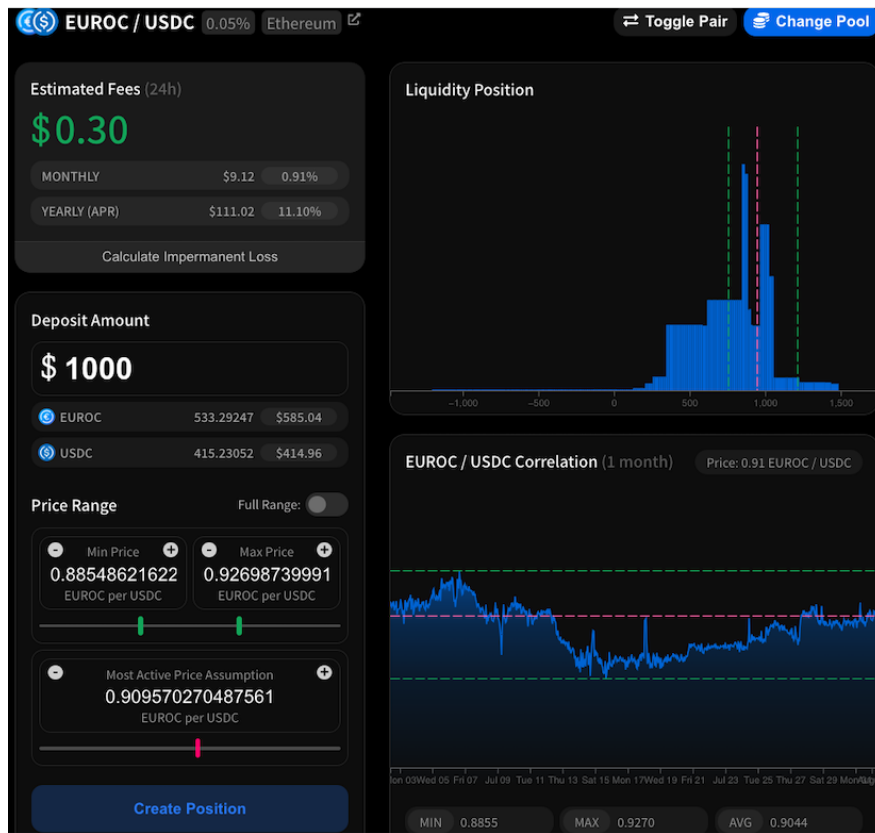 EUROC / USDC 0.05% Ethereum
Toggle Pair
Change Pool
Estimated Fees (24h)
$0.30
MONTHLY $9.12 0.91%
YEARLY (APR) $111.02 11.10%
Calculate Impermanent Loss
Deposit Amount
$ 1000
EUROC 533.29247 $585.04
USDC 415.23052 $414.96
Price Range Full Range:
Min Price
0.88548621622
EUROC per USDC
Max Price
0.92698739991
EUROC per USDC
Most Active Price Assumption
0.909570270487561
EUROC per USDC
Create Position
Liquidity Position
-1,000 -500 0 500 1,000 1,500
EUROC / USDC Correlation (1 month) Price: 0.91 EUROC / USDC
on 03 Wed 05 Fri 07 Jul 09 Tue 11 Thu 13 Sat 15 Mon 17 Wed 19 Fri 21 Jul 23 Tue 25 Thu 27 Sat 29 Mon
MIN 0.8855 MAX 0.9270 AVG 0.9044